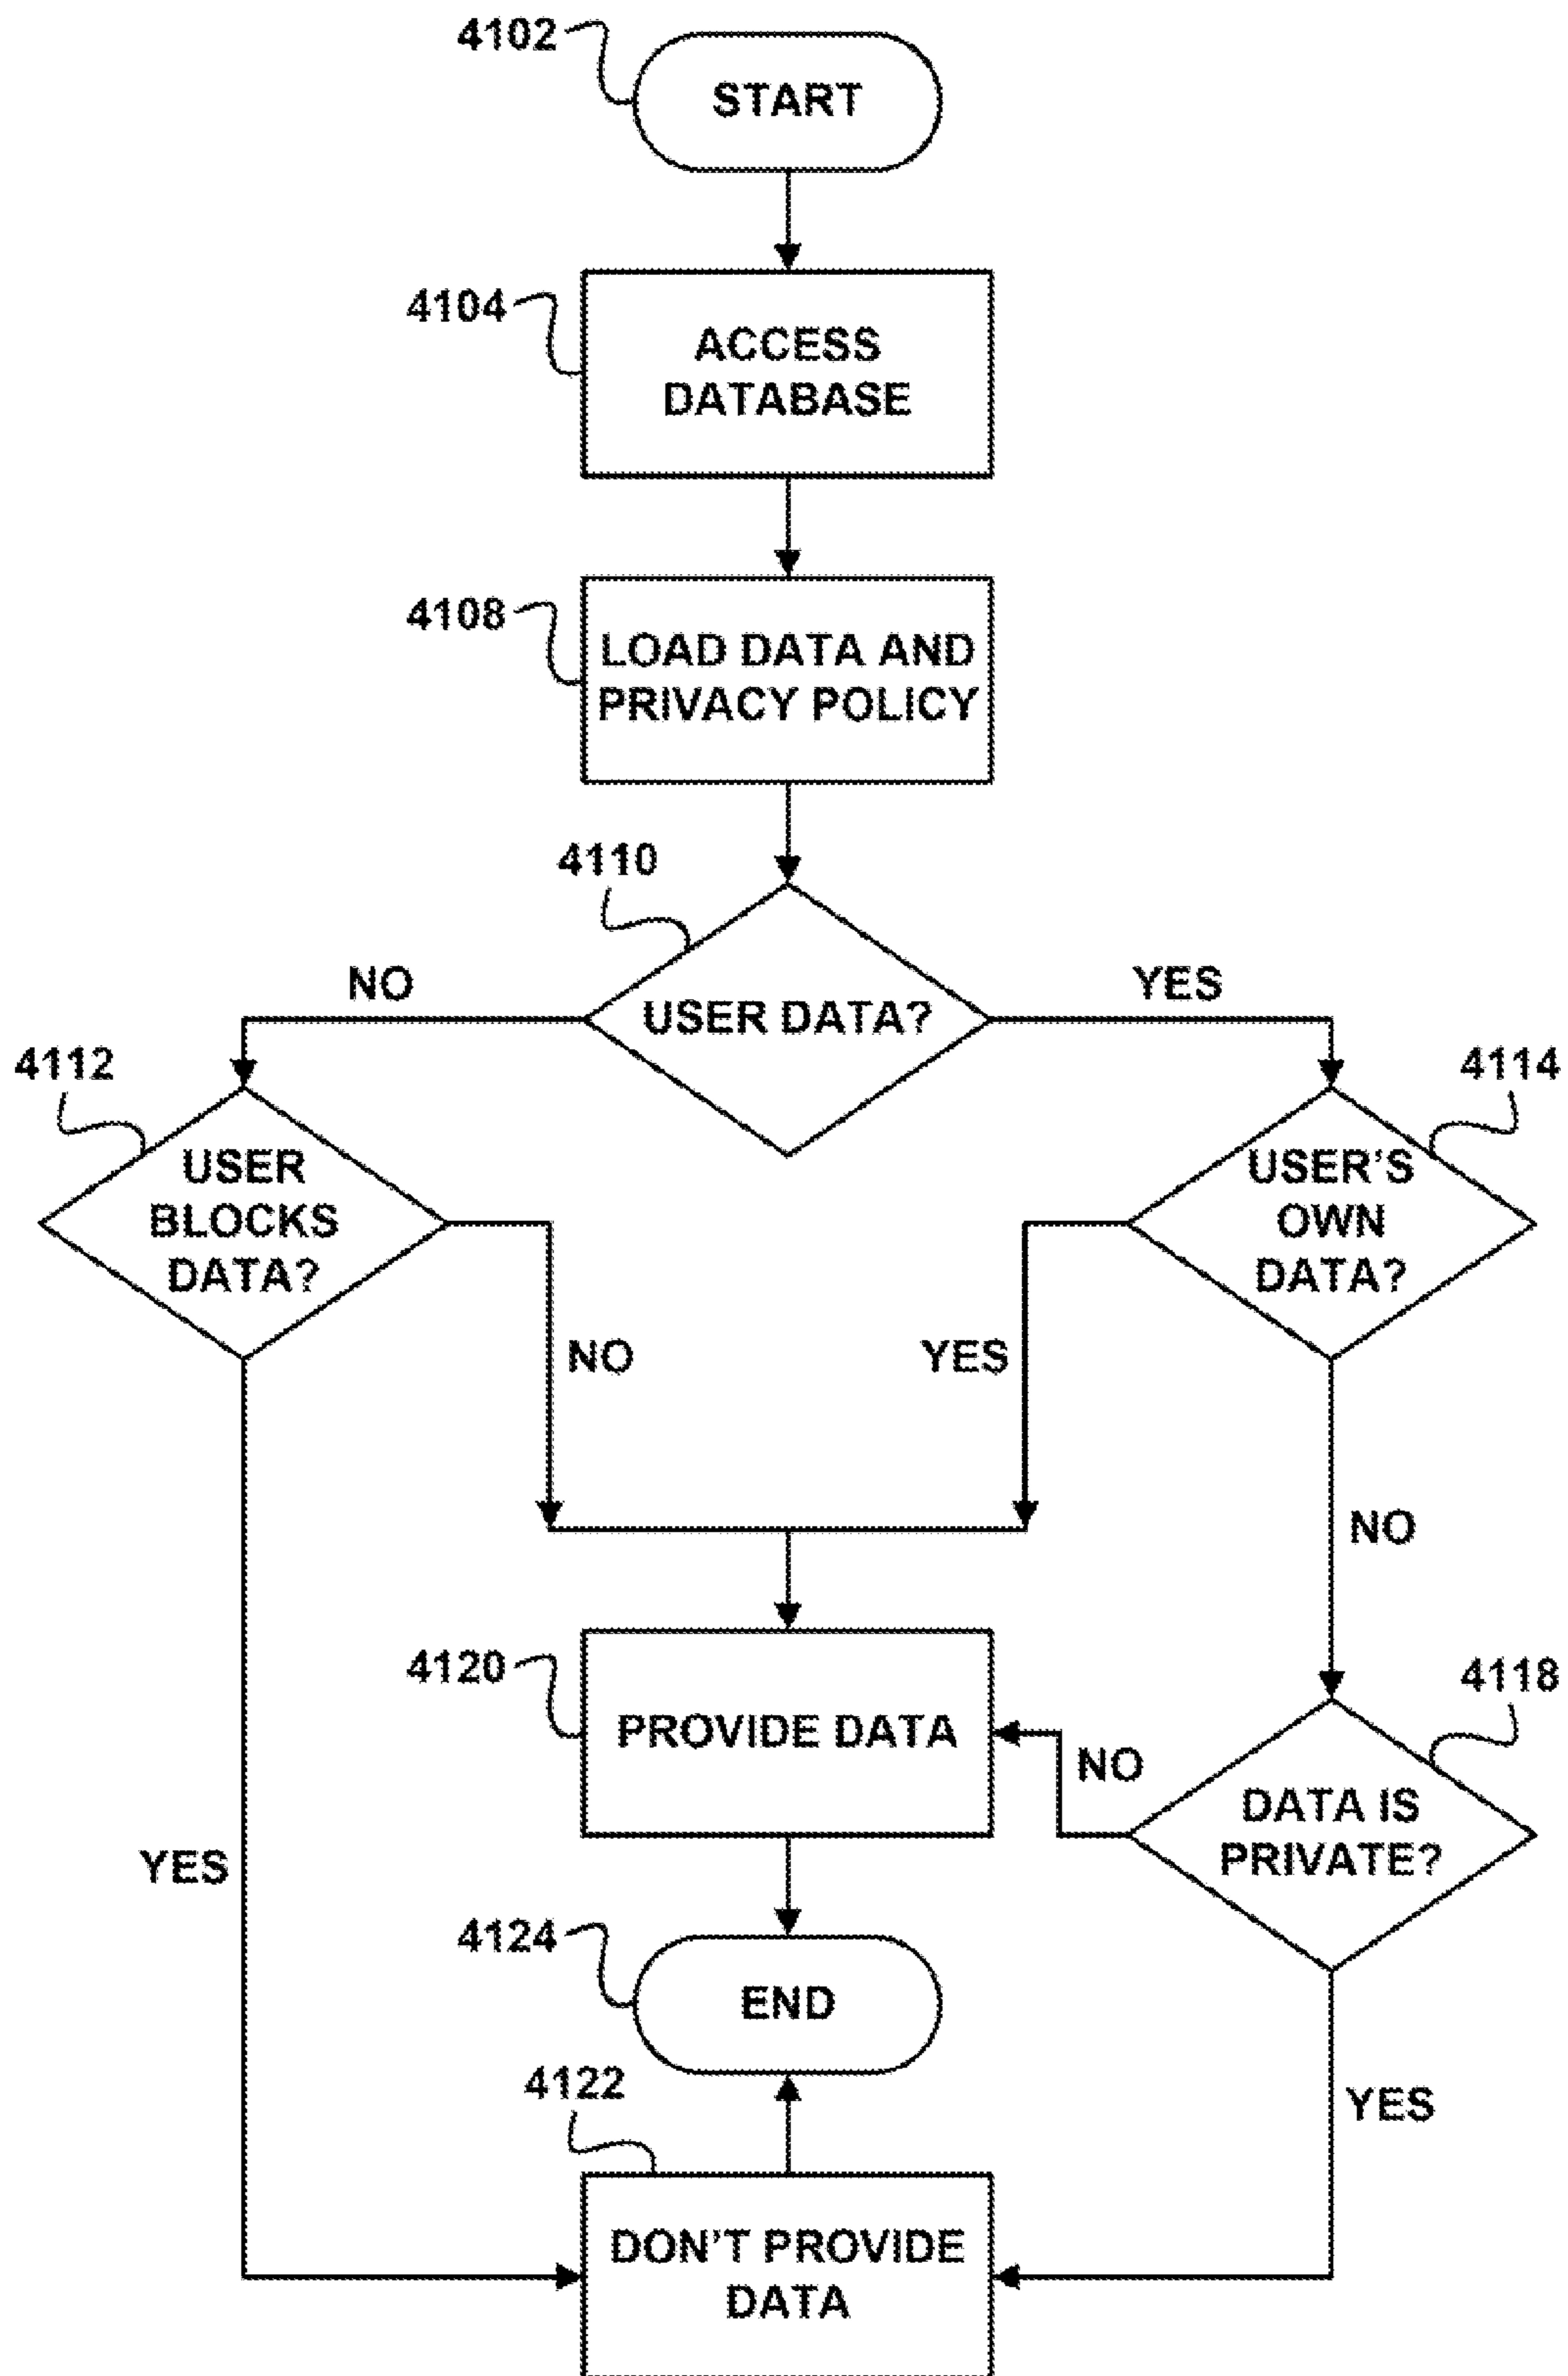 4102
START
4104
ACCESS
DATABASE
4108
LOAD DATA AND
PRIVACY POLICY
4110
USER DATA?
NO
YES
4112
USER
BLOCKS
DATA?
4114
USER'S
OWN
DATA?
NO
YES
NO
4120
PROVIDE DATA
4118
DATA IS
PRIVATE?
NO
YES
4124
END
4122
YES
DON'T PROVIDE
DATA